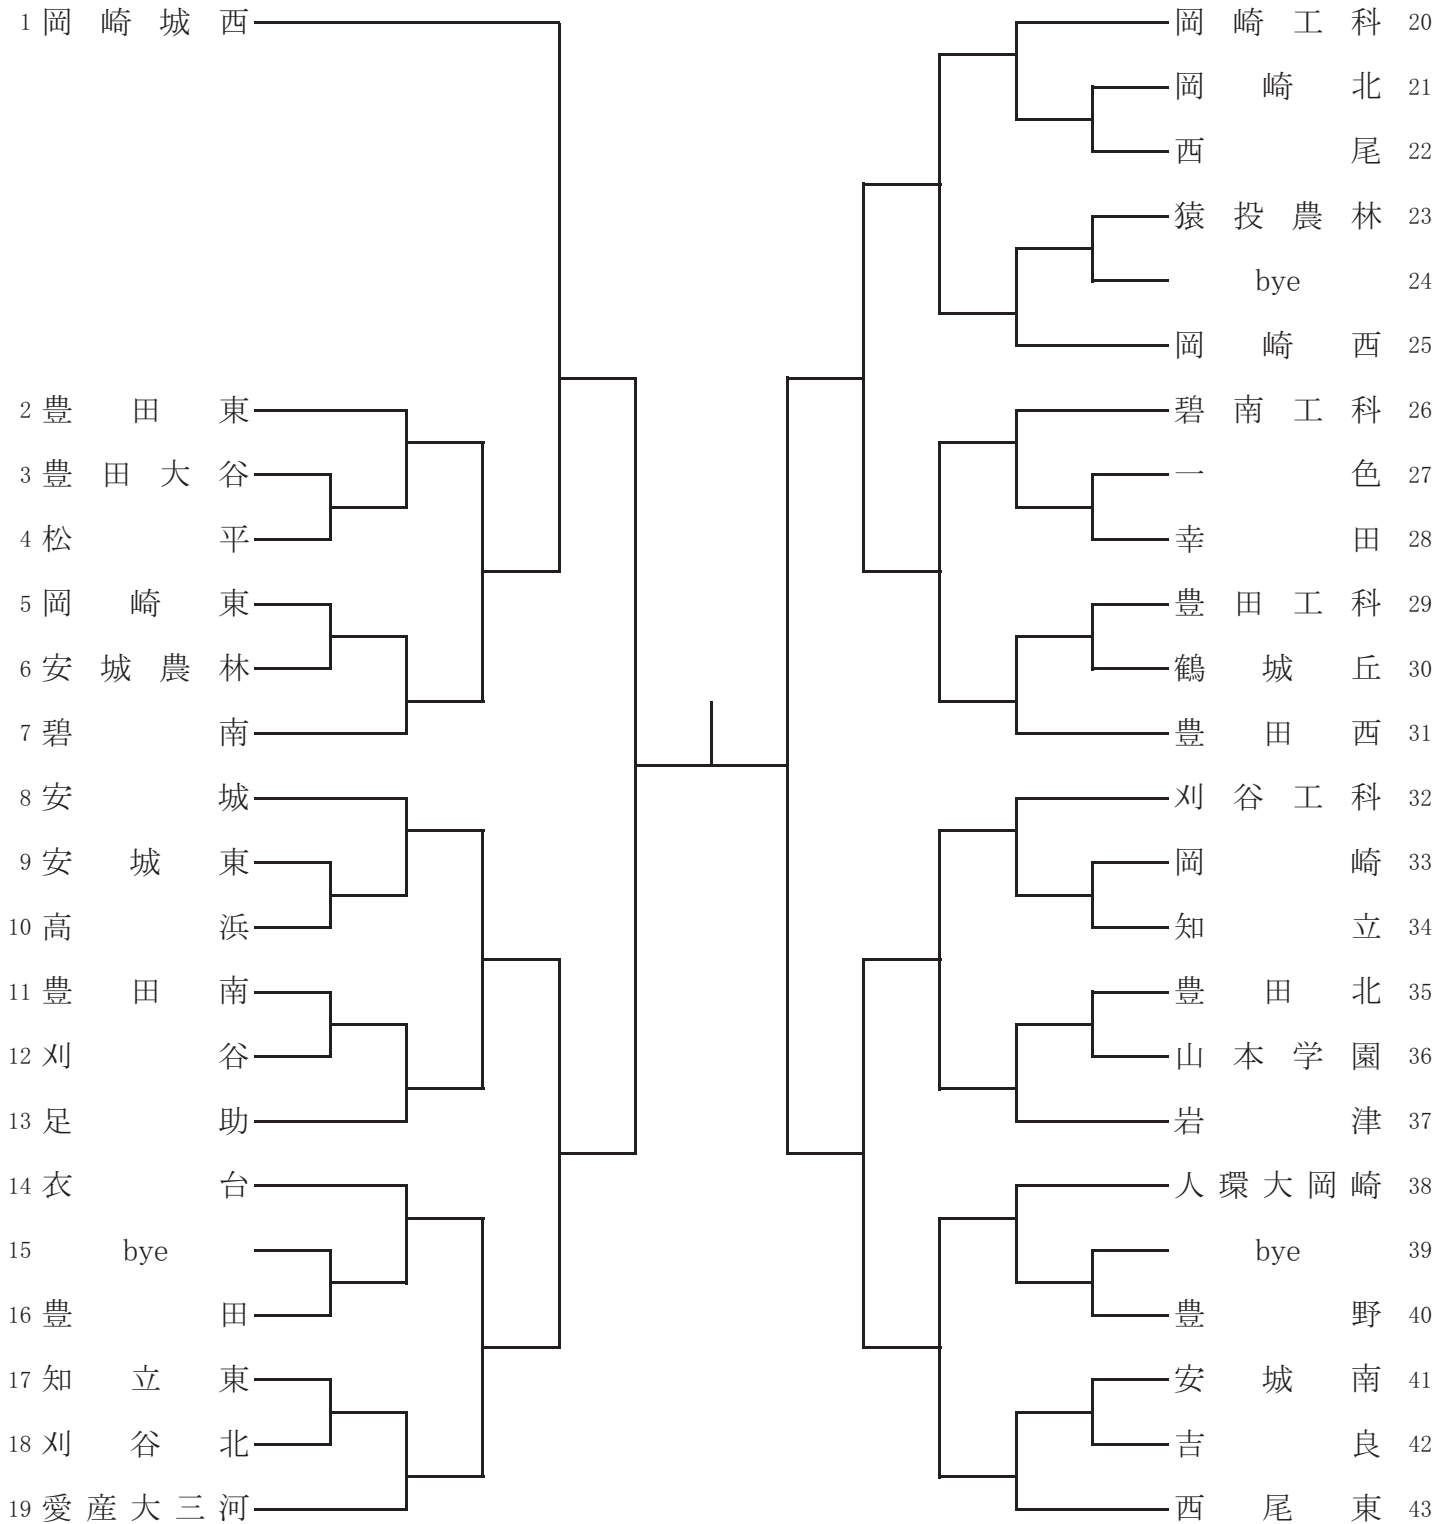 1 岡崎城西
2 豊田東
3 豊田大谷
4 松平
5 岡崎東
6 安城農林
7 碧南
8 安城
9 安城東
10 高浜
11 豊田南
12 刈谷
13 足助
14 衣台
15 bye
16 豊田
17 知立東
18 刈谷北
19 愛産大三河
岡崎工科 20
岡崎北 21
西尾 22
猿投農林 23
bye 24
岡崎西 25
碧南工科 26
一色 27
幸田 28
豊田工科 29
鶴城丘 30
豊田西 31
刈谷工科 32
岡崎 33
知立 34
豊田北 35
山本学園 36
岩津 37
人環大岡崎 38
bye 39
豊野 40
安城南 41
吉良 42
西尾東 43